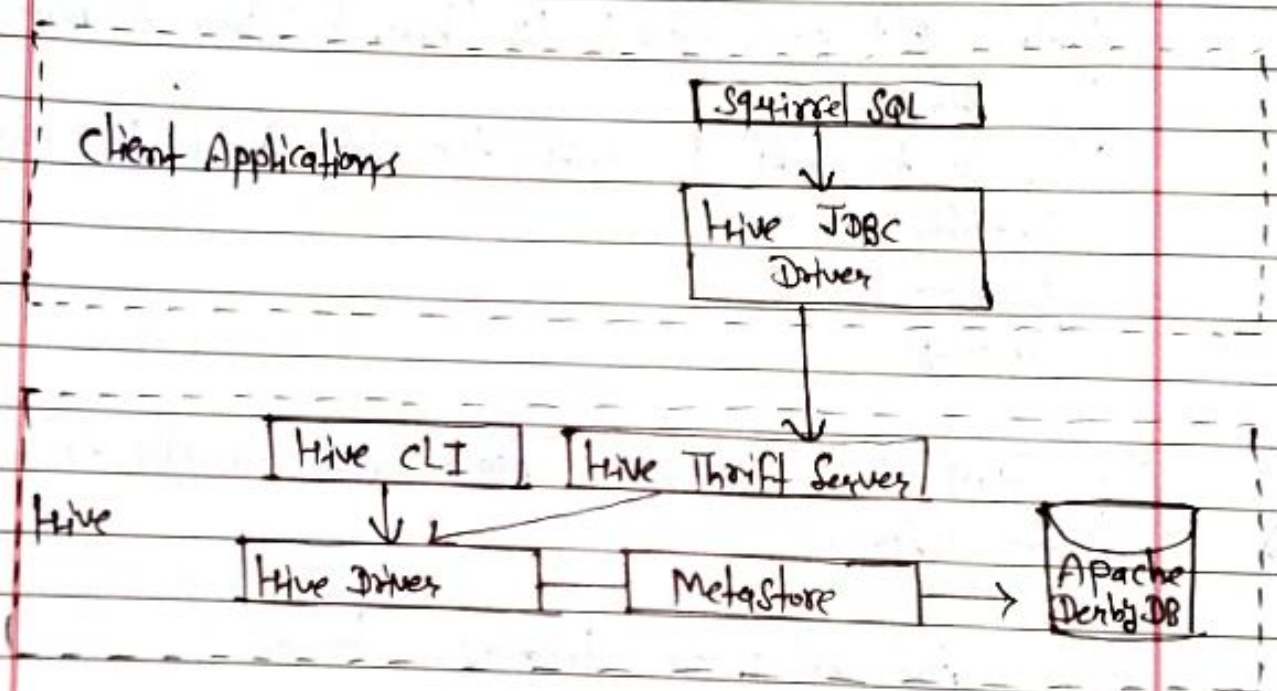 Squirrel SQL
Client Applications
Hive JDBC
Driver
Hive CLI
Hive Thrift Server
Hive
Hive Driver
MetaStore
Apache
Derby DB